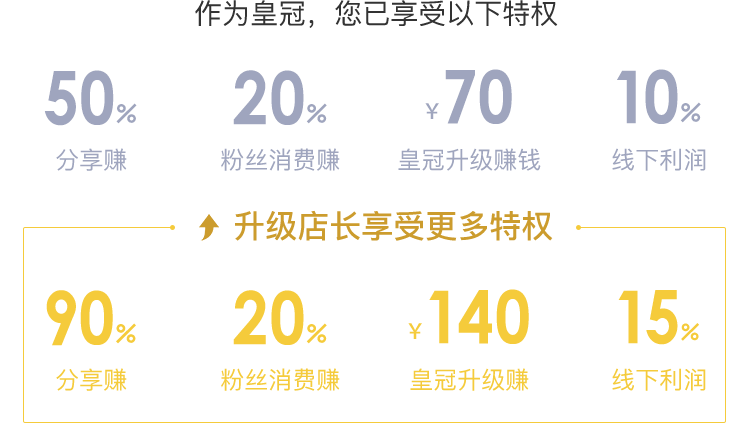 作为皇冠，您已享受以下特权
50% 20% ¥70 10%
分享赚 粉丝消费赚 皇冠升级赚钱 线下利润
升级店长享受更多特权
90% 20% ¥140 15%
分享赚 粉丝消费赚 皇冠升级赚 线下利润